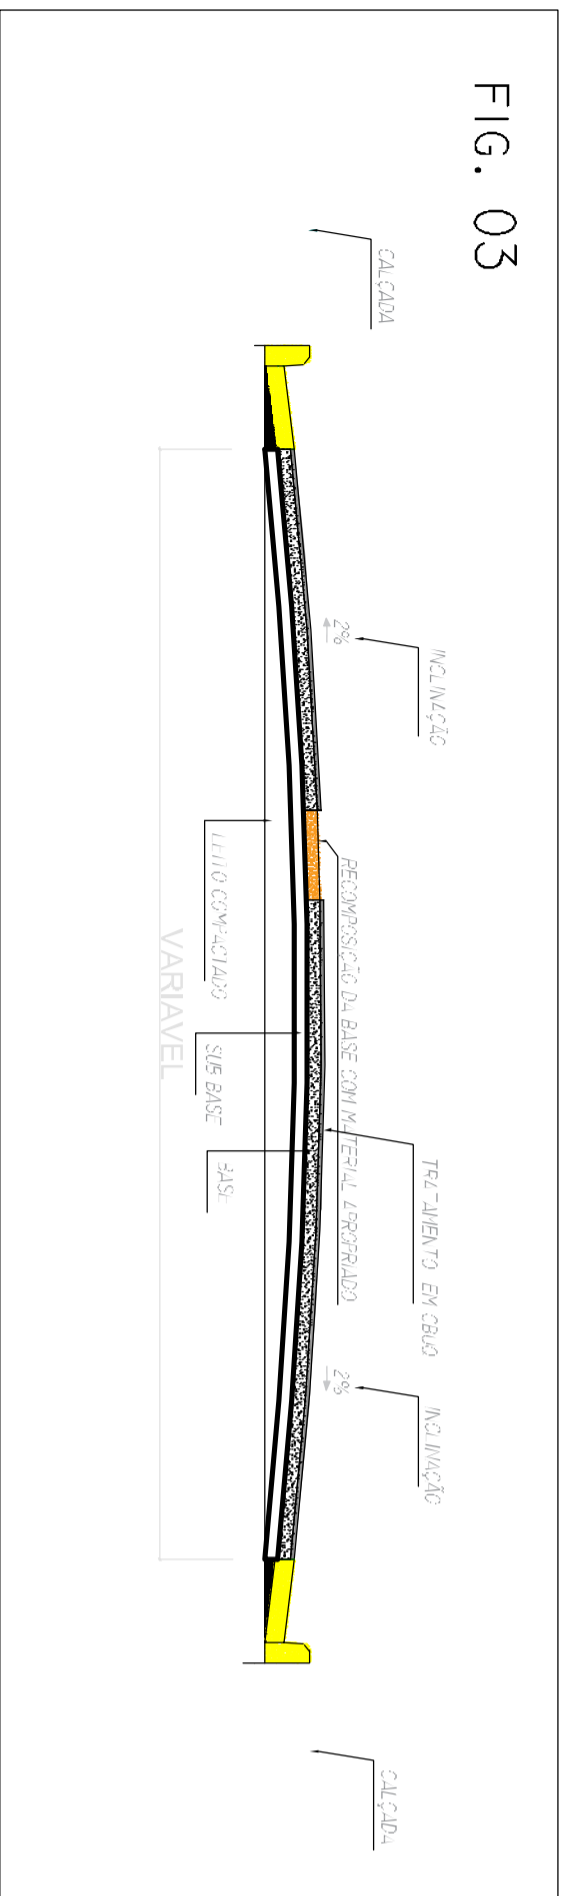 FIG. 03
CALÇADA
INCLINAÇÃO
2%
RECOMPOSIÇÃO DA BASE COM MATERIAL APROPRIADO
TRATAMENTO EM CBUQ
INCLINAÇÃO
2%
CALÇADA
LEITO COMPACTADO
SUB BASE
BASE
VARIAVEL